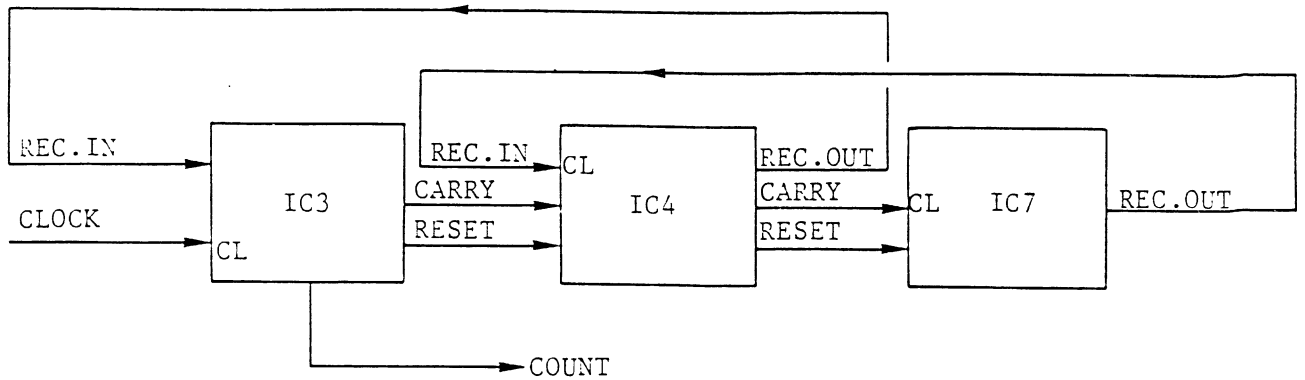 REC.IN
CLOCK
CL
IC3
CARRY
RESET
COUNT
REC.IN
CL
IC4
REC.OUT
CARRY
RESET
CL
IC7
REC.OUT